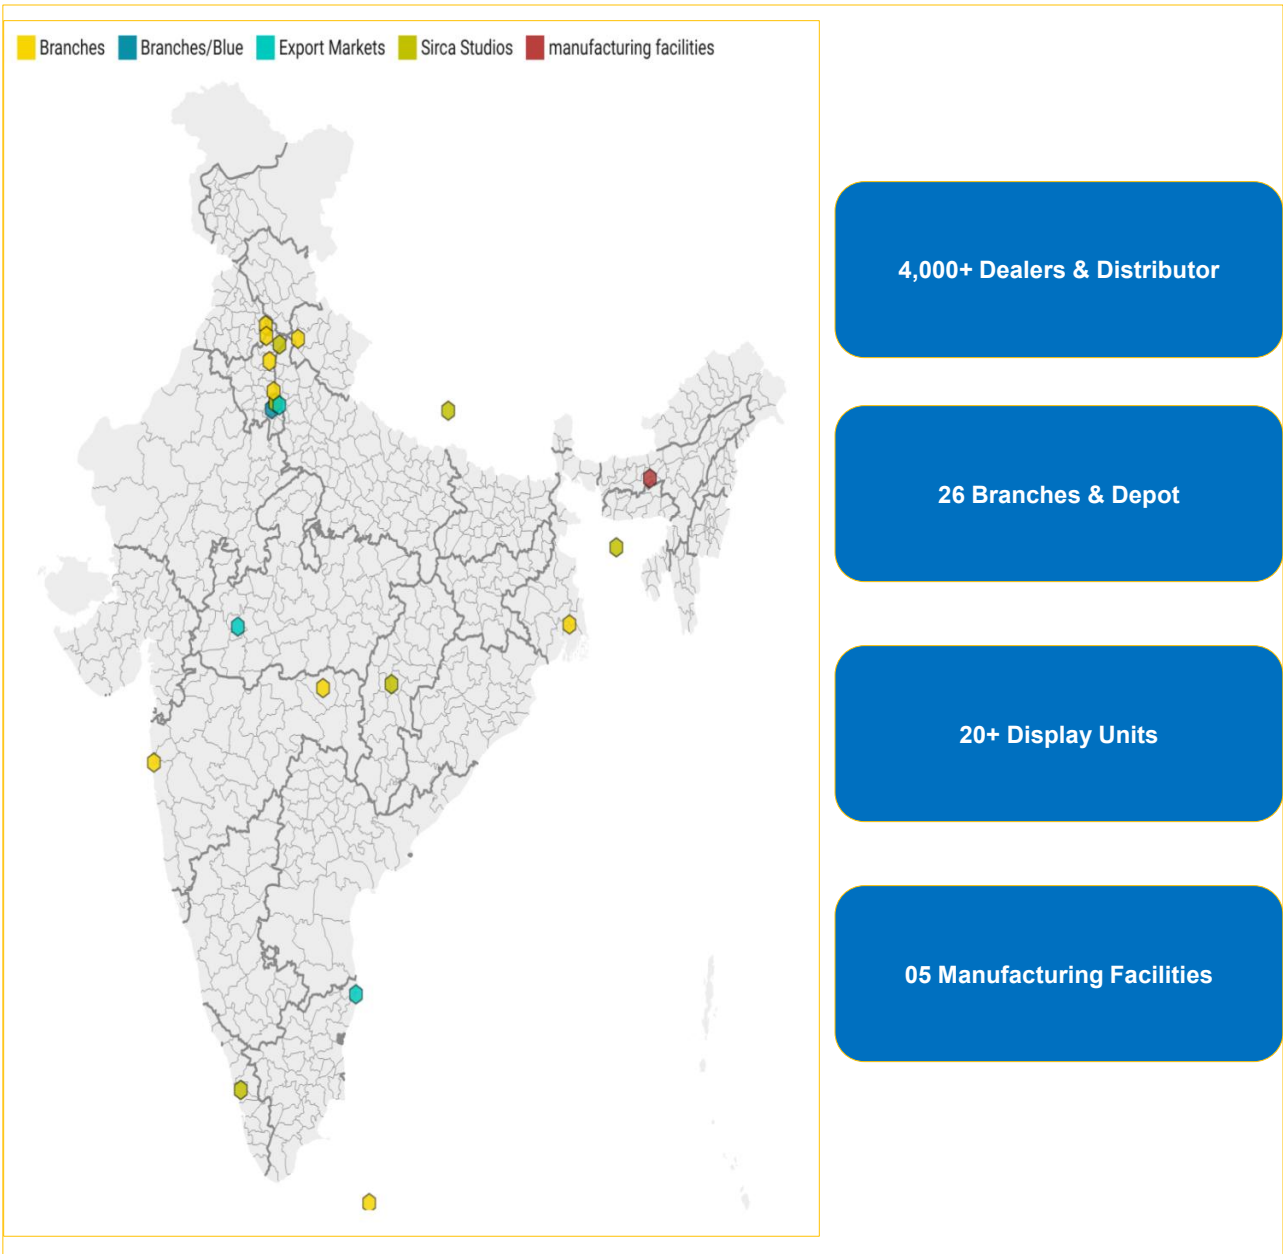 Branches Branches/Blue Export Markets Sirca Studios manufacturing facilities
4,000+ Dealers & Distributor
26 Branches & Depot
20+ Display Units
05 Manufacturing Facilities